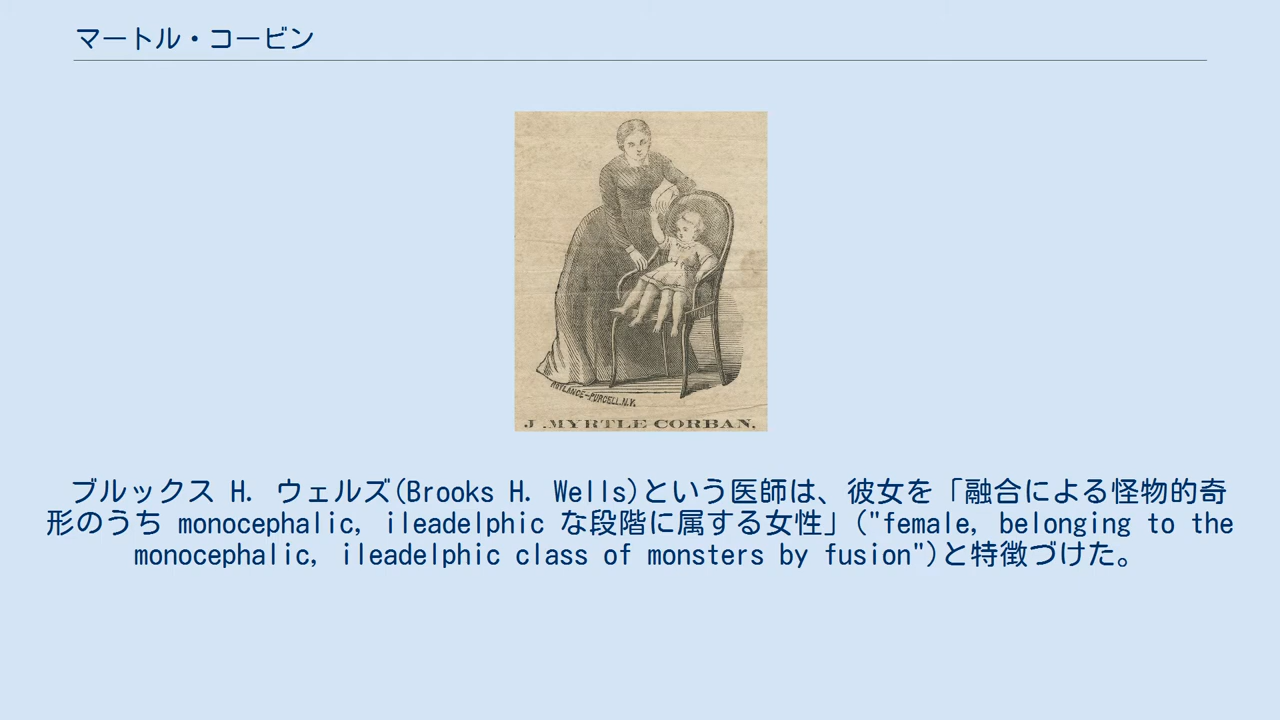 マートル・コービン
RUYLANCE-PURCELL.N.Y.
J. MYRTLE CORBAN.
ブルックス H. ウェルズ(Brooks H. Wells)という医師は、彼女を「融合による怪物的奇
形のうち monocephalic, ileadelphic な段階に属する女性」("female, belonging to the
monocephalic, ileadelphic class of monsters by fusion")と特徴づけた。